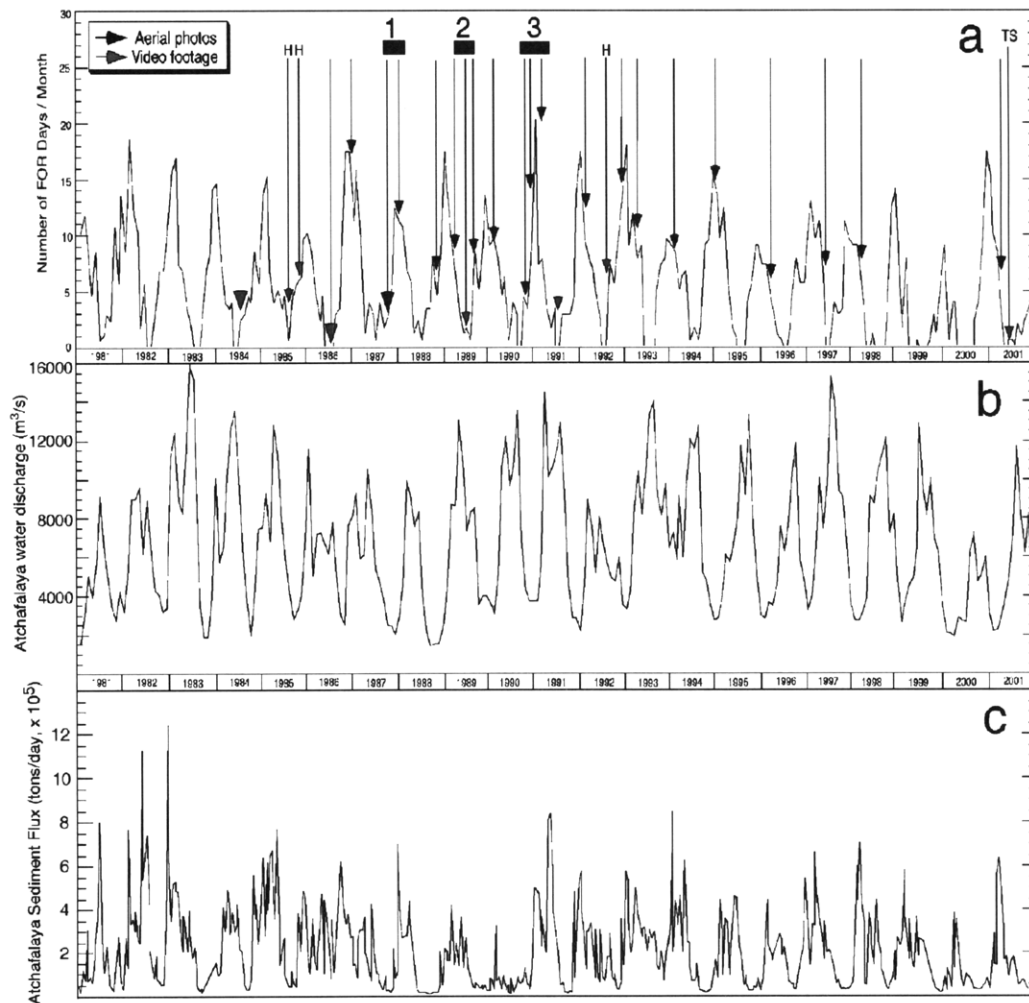 30
25
20
15
10
5
0
Number of FOR Days / Month
Aerial photos
Video footage
H H
1
2
3
H
a
TS
1981 1982 1983 1984 1985 1986 1987 1988 1989 1990 1991 1992 1993 1994 1995 1996 1997 1998 1999 2000 2001
16000
12000
8000
4000
Atchafalaya water discharge (m³/s)
b
1981 1982 1983 1984 1985 1986 1987 1988 1989 1990 1991 1992 1993 1994 1995 1996 1997 1998 1999 2000 2001
12
10
8
6
4
2
Atchafalaya Sediment Flux (tons/day, x 10⁵)
c